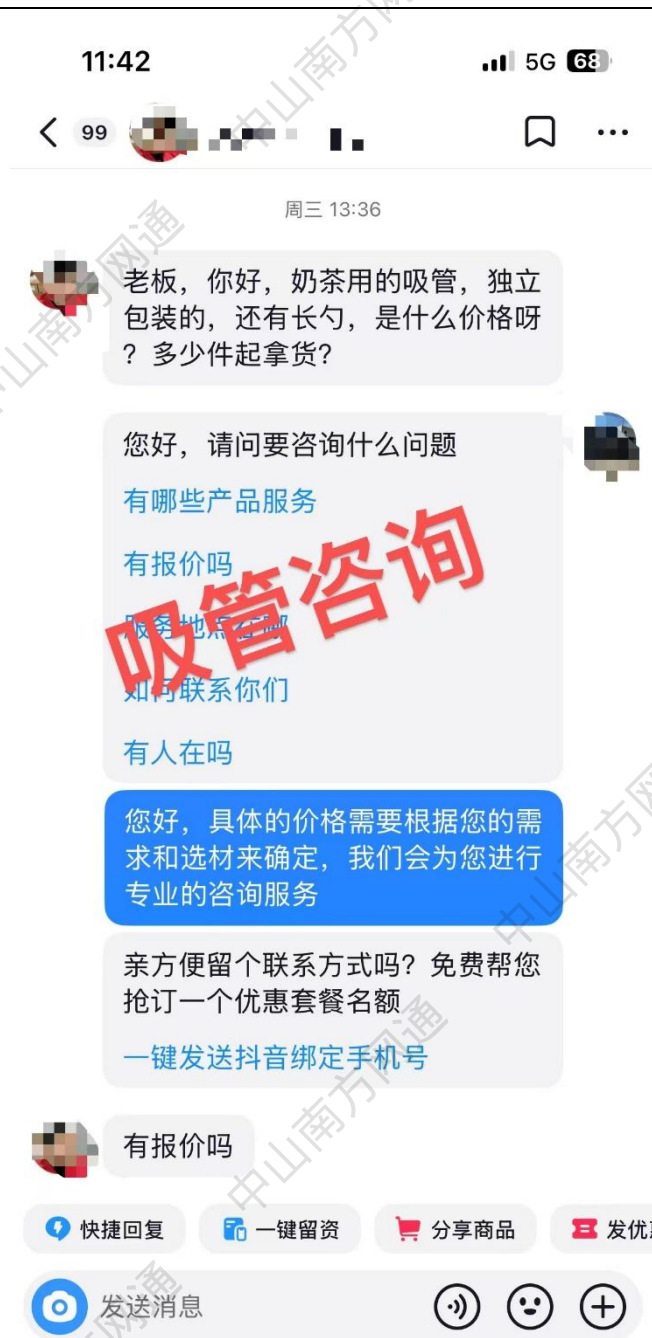 11:42
5G 68
99
周三 13:36
老板，你好，奶茶用的吸管，独立
包装的，还有长勺，是什么价格呀
？多少件起拿货？
您好，请问要咨询什么问题
有哪些产品服务
有报价吗
服务地点在哪
如何联系你们
有人在吗
吸管咨询
您好，具体的价格需要根据您的需
求和选材来确定，我们会为您进行
专业的咨询服务
亲方便留个联系方式吗？免费帮您
抢订一个优惠套餐名额
一键发送抖音绑定手机号
有报价吗
快捷回复
一键留资
分享商品
发优
发送消息
中山南方网通